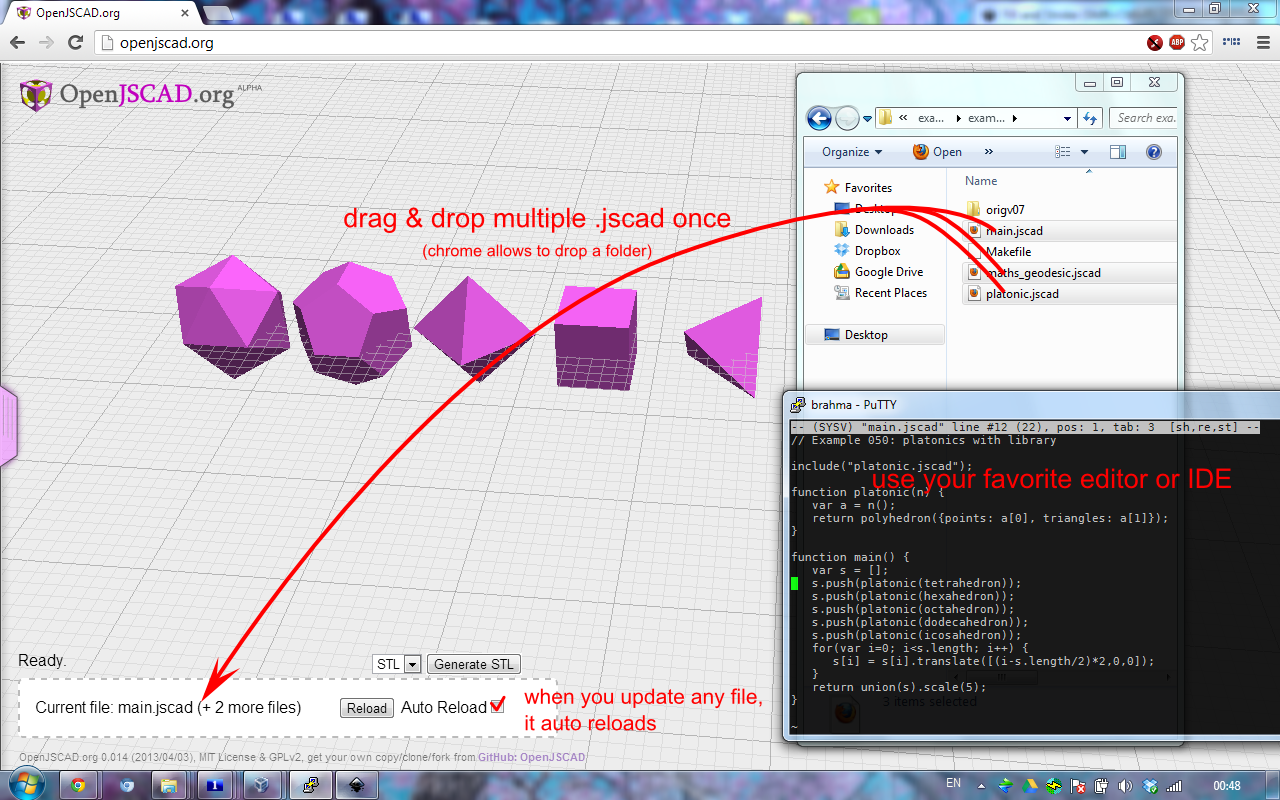 OpenJSCAD.org
openjscad.org
ABP
OpenJSCAD.org ALPHA
exa...
exam...
Search exa.
Organize
Open
Favorites
Desktop
Downloads
Dropbox
Google Drive
Recent Places
Desktop
Name
origv07
main.jscad
Makefile
maths_geodesic.jscad
platonic.jscad
3 items selected
drag & drop multiple .jscad once
(chrome allows to drop a folder)
brahma - PuTTY
-- (SYSV) "main.jscad" line #12 (22), pos: 1, tab: 3  [sh,re,st] --
// Example 050: platonics with library
include("platonic.jscad");
use your favorite editor or IDE
function platonic(n) {
   var a = n();
   return polyhedron({points: a[0], triangles: a[1]});
}
function main() {
   var s = [];
   s.push(platonic(tetrahedron));
   s.push(platonic(hexahedron));
   s.push(platonic(octahedron));
   s.push(platonic(dodecahedron));
   s.push(platonic(icosahedron));
   for(var i=0; i<s.length; i++) {
      s[i] = s[i].translate([(i-s.length/2)*2,0,0]);
   }
   return union(s).scale(5);
}
~
Ready.
STL
Generate STL
Current file: main.jscad (+ 2 more files)
Reload
Auto Reload
when you update any file,
it auto reloads
OpenJSCAD.org 0.014 (2013/04/03), MIT License & GPLv2, get your own copy/clone/fork from GitHub: OpenJSCAD
EN
00:48